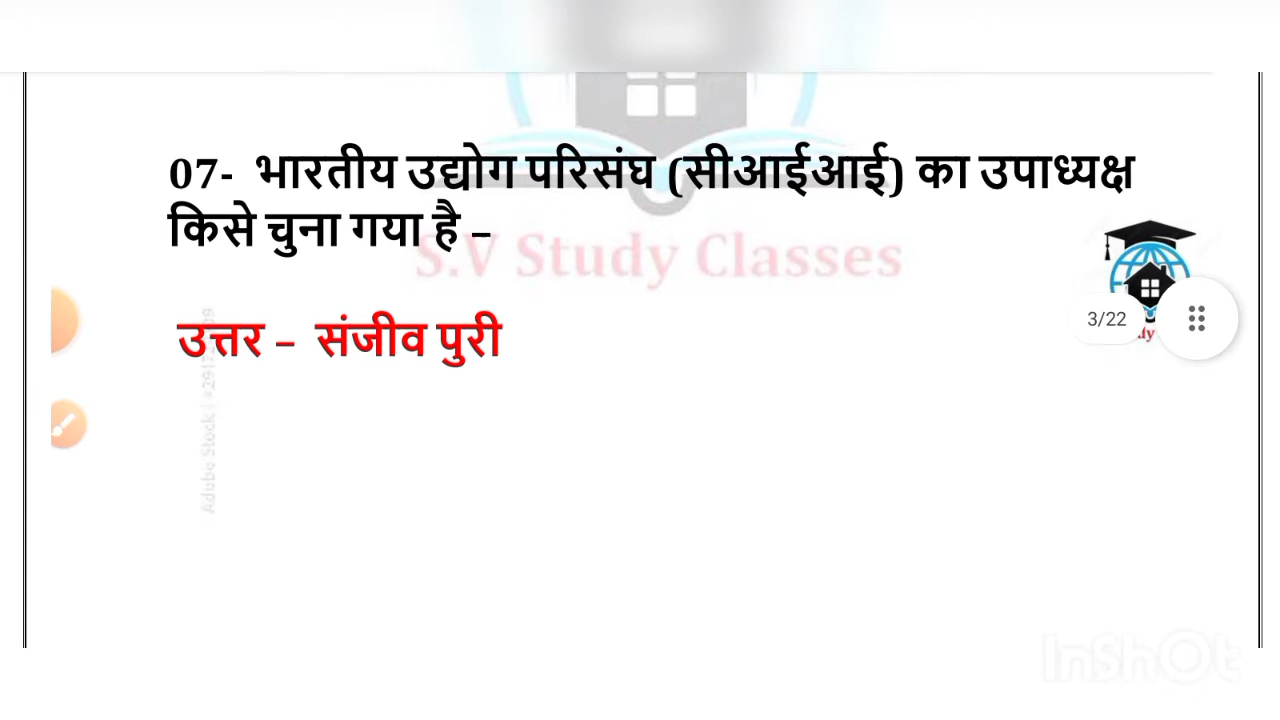 07- भारतीय उद्योग परिसंघ (सीआईआई) का उपाध्यक्ष
किसे चुना गया है –
S.V Study Classes
उत्तर – संजीव पुरी
3/22
InShOt